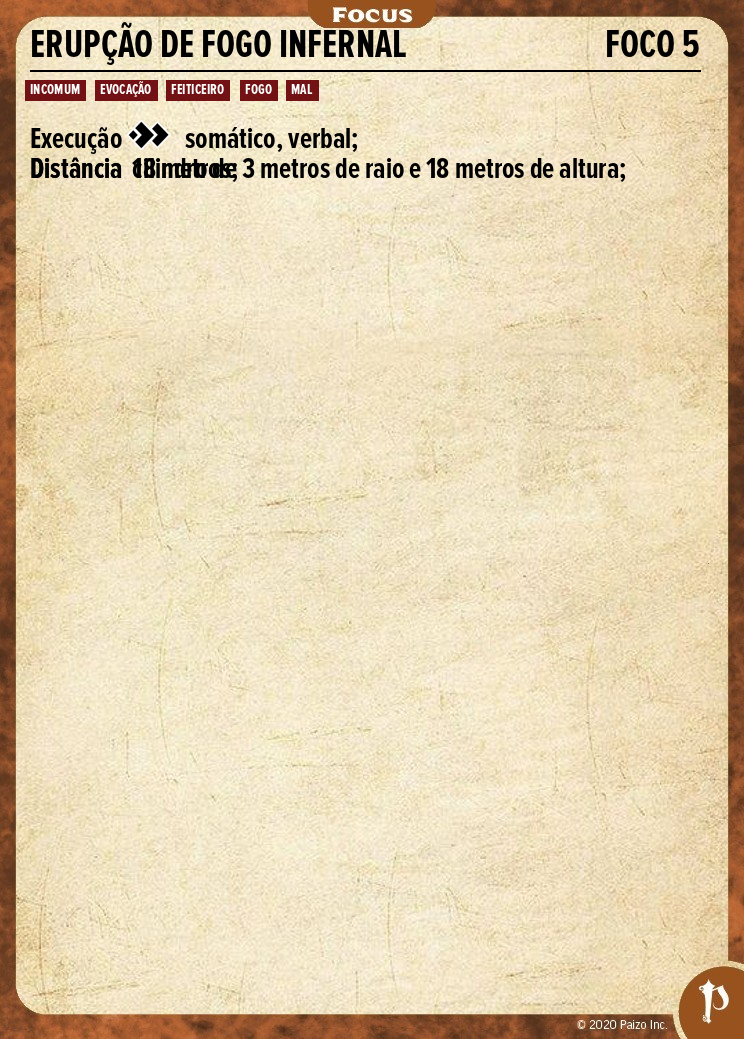 Focus
ERUPÇÃO DE FOGO INFERNAL FOCO 5
INCOMUM EVOCAÇÃO FEITICEIRO FOGO MAL
Execução somático, verbal;
Distância 3 metros de raio e 18 metros de altura;
© 2020 Paizo Inc.